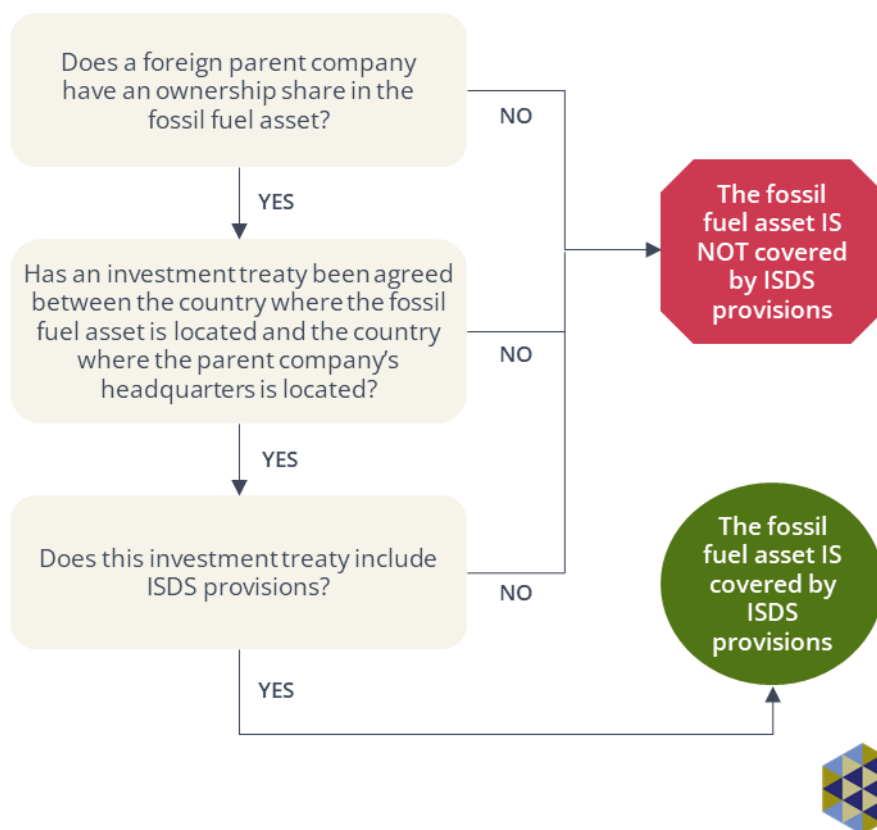 Does a foreign parent company
have an ownership share in the
fossil fuel asset?
NO
YES
The fossil
fuel asset IS
NOT covered
by ISDS
provisions
Has an investment treaty been agreed
between the country where the fossil
fuel asset is located and the country
where the parent company’s
headquarters is located?
NO
YES
Does this investment treaty include
ISDS provisions?
NO
The fossil
fuel asset IS
covered by
ISDS
provisions
YES